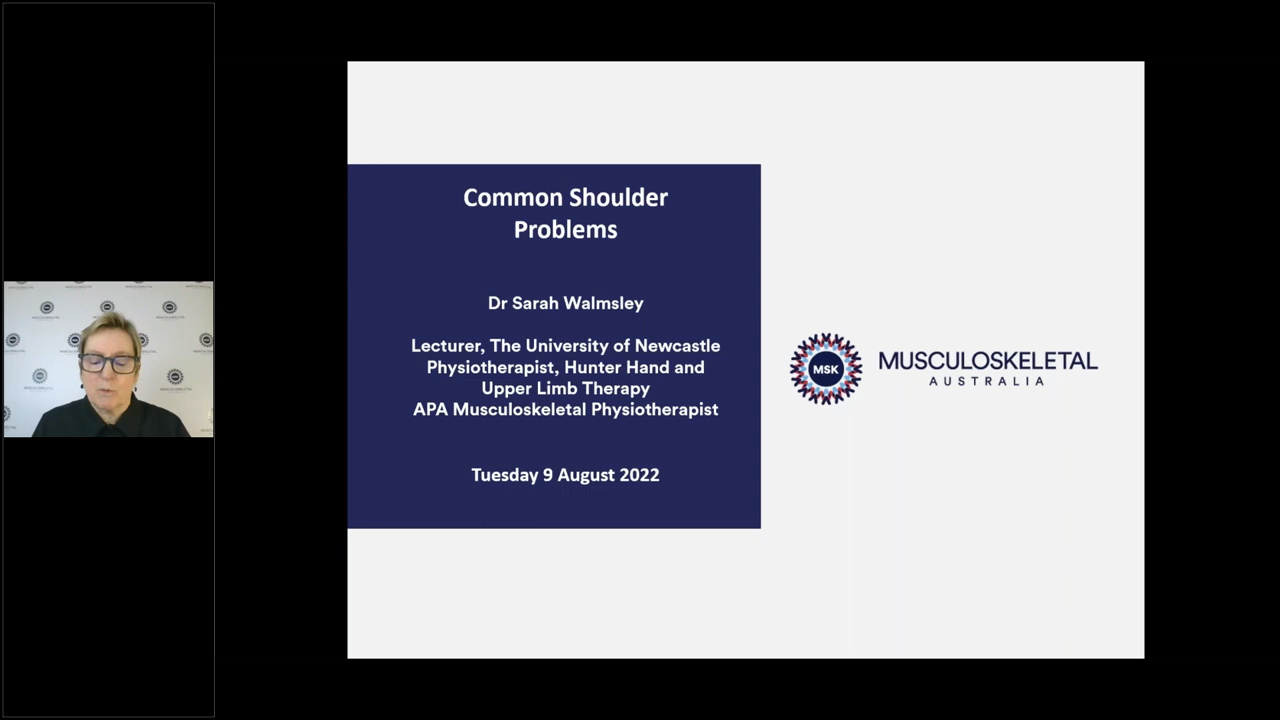 Common Shoulder
Problems
Dr Sarah Walmsley
Lecturer, The University of Newcastle
Physiotherapist, Hunter Hand and
Upper Limb Therapy
APA Musculoskeletal Physiotherapist
Tuesday 9 August 2022
MSK
MUSCULOSKELETAL
AUSTRALIA